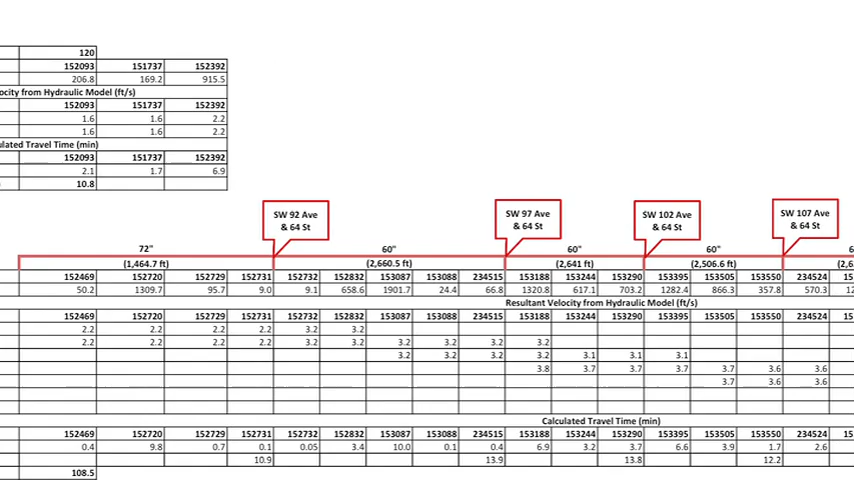 120
152093 151737 152392
206.8 169.2 915.5
ocity from Hydraulic Model (ft/s)
152093 151737 152392
1.6 1.6 2.2
1.6 1.6 2.2
ulated Travel Time (min)
152093 151737 152392
2.1 1.7 6.9
10.8
SW 92 Ave & 64 St
SW 97 Ave & 64 St
SW 102 Ave & 64 St
SW 107 Ave & 64 St
72" 60" 60" 60" 6
(1,464.7 ft) (2,660.5 ft) (2,641 ft) (2,506.6 ft) (2,6
152469 152720 152729 152731 152732 152832 153087 153088 234515 153188 153244 153290 153395 153505 153550 234524 15
50.2 1309.7 95.7 9.0 9.1 658.6 1901.7 24.4 66.8 1320.8 617.1 703.2 1282.4 866.3 357.8 570.3 12
Resultant Velocity from Hydraulic Model (ft/s)
152469 152720 152729 152731 152732 152832 153087 153088 234515 153188 153244 153290 153395 153505 153550 234524 15
2.2 2.2 2.2 2.2 3.2 3.2
2.2 2.2 2.2 2.2 3.2 3.2 3.2 3.2 3.2 3.2
3.2 3.2 3.2 3.2 3.1 3.1 3.1
3.8 3.7 3.7 3.7 3.7 3.6 3.6
3.7 3.6 3.6
Calculated Travel Time (min)
152469 152720 152729 152731 152732 152832 153087 153088 234515 153188 153244 153290 153395 153505 153550 234524 15
0.4 9.8 0.7 0.1 0.05 3.4 10.0 0.1 0.4 6.9 3.2 3.7 6.6 3.9 1.7 2.6
10.9 13.9 13.8 12.2
108.5